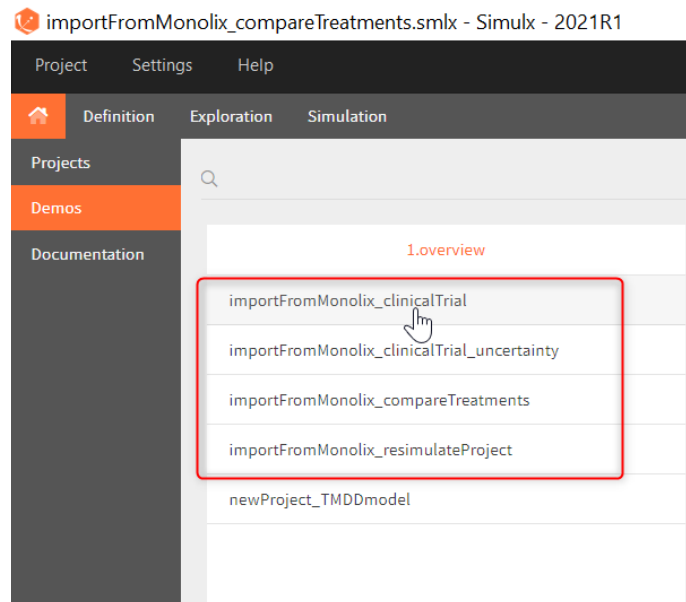 importFromMonolix_compareTreatments.smlx - Simulx - 2021R1
Project Settings Help
Definition Exploration Simulation
Projects
Demos
Documentation
1.overview
importFromMonolix_clinicalTrial
importFromMonolix_clinicalTrial_uncertainty
importFromMonolix_compareTreatments
importFromMonolix_resimulateProject
newProject_TMDDmodel